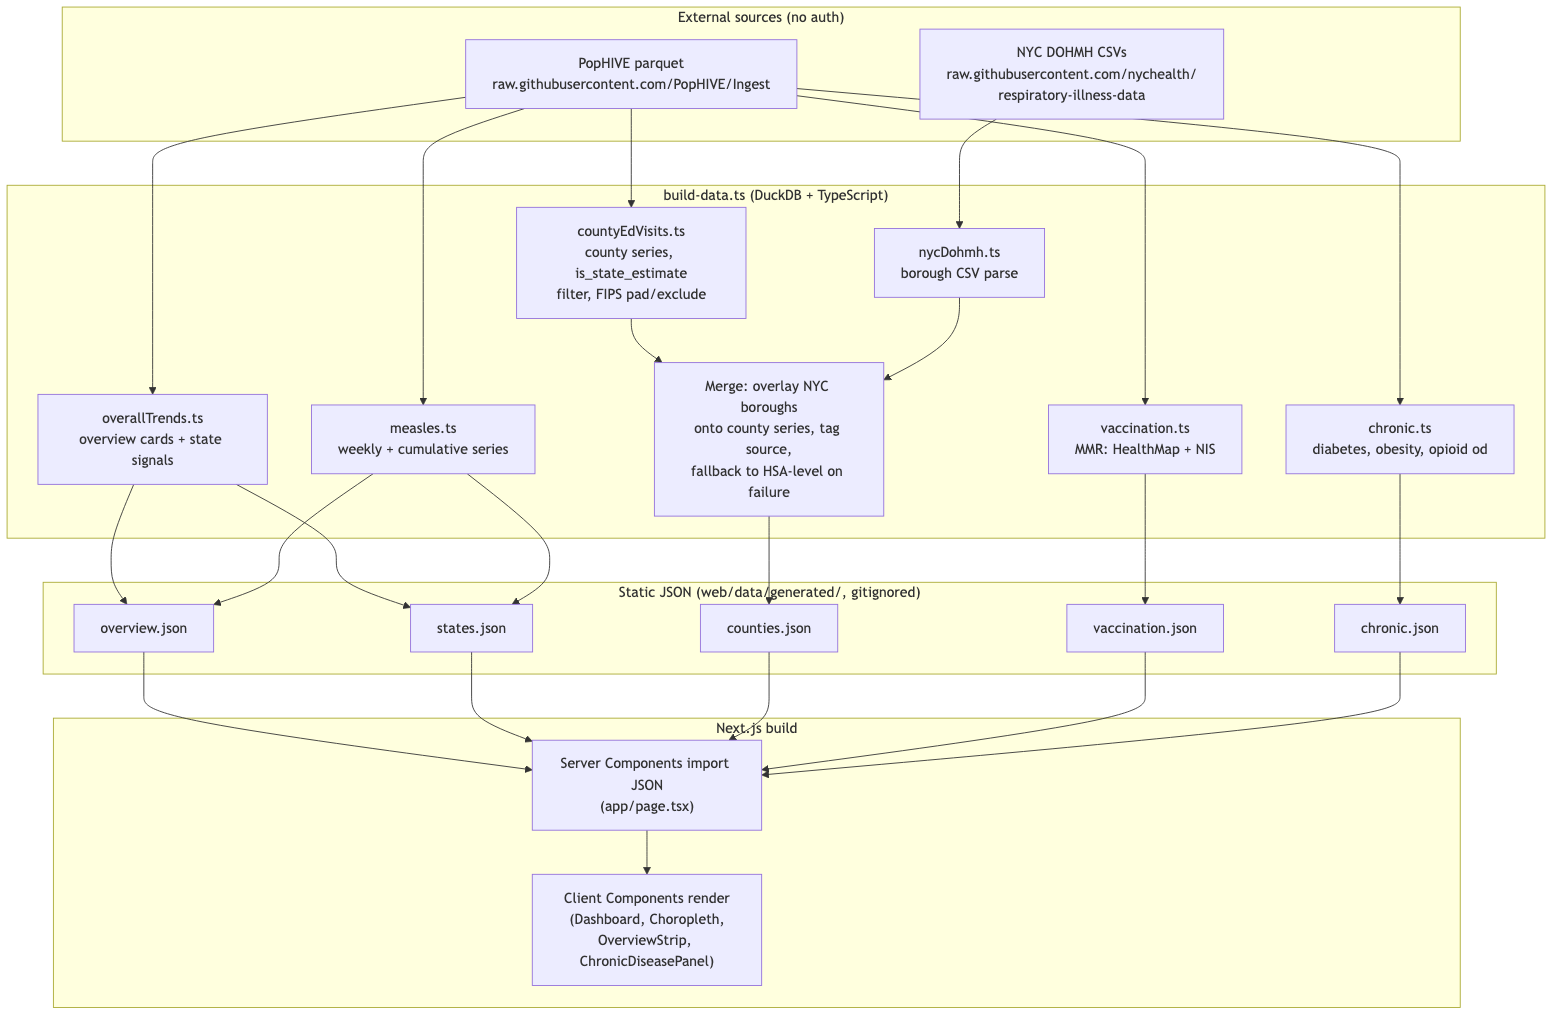 External sources (no auth)
PopHIVE parquet
raw.githubusercontent.com/PopHIVE/Ingest
NYC DOHMH CSVs
raw.githubusercontent.com/nychealth/
respiratory-illness-data
build-data.ts (DuckDB + TypeScript)
countyEdVisits.ts
county series,
is_state_estimate
filter, FIPS pad/exclude
nycDohmh.ts
borough CSV parse
overallTrends.ts
overview cards + state
signals
measles.ts
weekly + cumulative series
Merge: overlay NYC
boroughs
onto county series, tag
source,
fallback to HSA-level on
failure
vaccination.ts
MMR: HealthMap + NIS
chronic.ts
diabetes, obesity, opioid od
Static JSON (web/data/generated/, gitignored)
overview.json
states.json
counties.json
vaccination.json
chronic.json
Next.js build
Server Components import
JSON
(app/page.tsx)
Client Components render
(Dashboard, Choropleth,
OverviewStrip,
ChronicDiseasePanel)